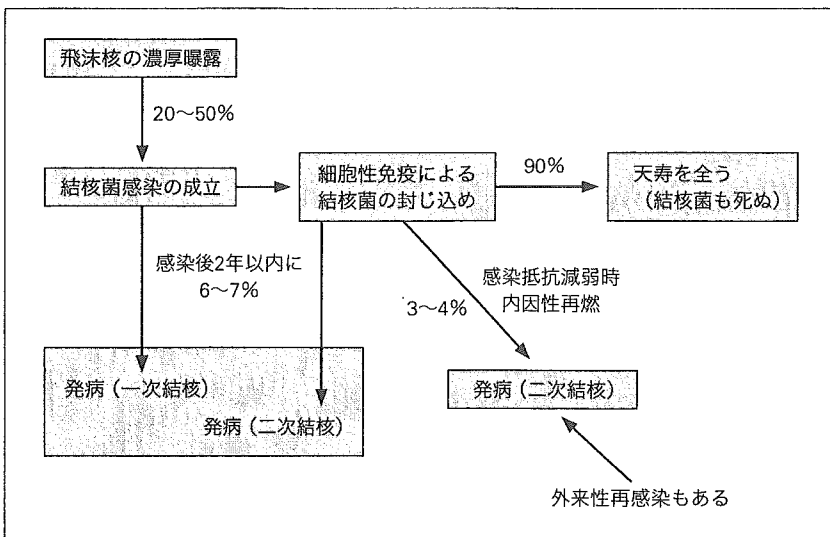 飛沫核の濃厚曝露
20〜50%
結核菌感染の成立
細胞性免疫による
結核菌の封じ込め
90%
天寿を全う
（結核菌も死ぬ）
感染後2年以内に
6〜7%
3〜4%
感染抵抗減弱時
内因性再燃
発病（一次結核）
発病（二次結核）
発病（二次結核）
外来性再感染もある